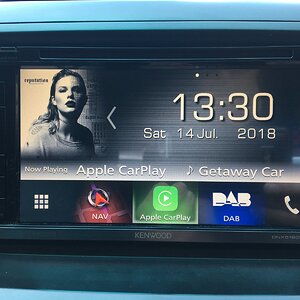 reputation
13:30
Sat 14 Jul. 2018
Now Playing Apple CarPlay ♪ Getaway Car
NAV
Apple CarPlay
DAB
KENWOOD